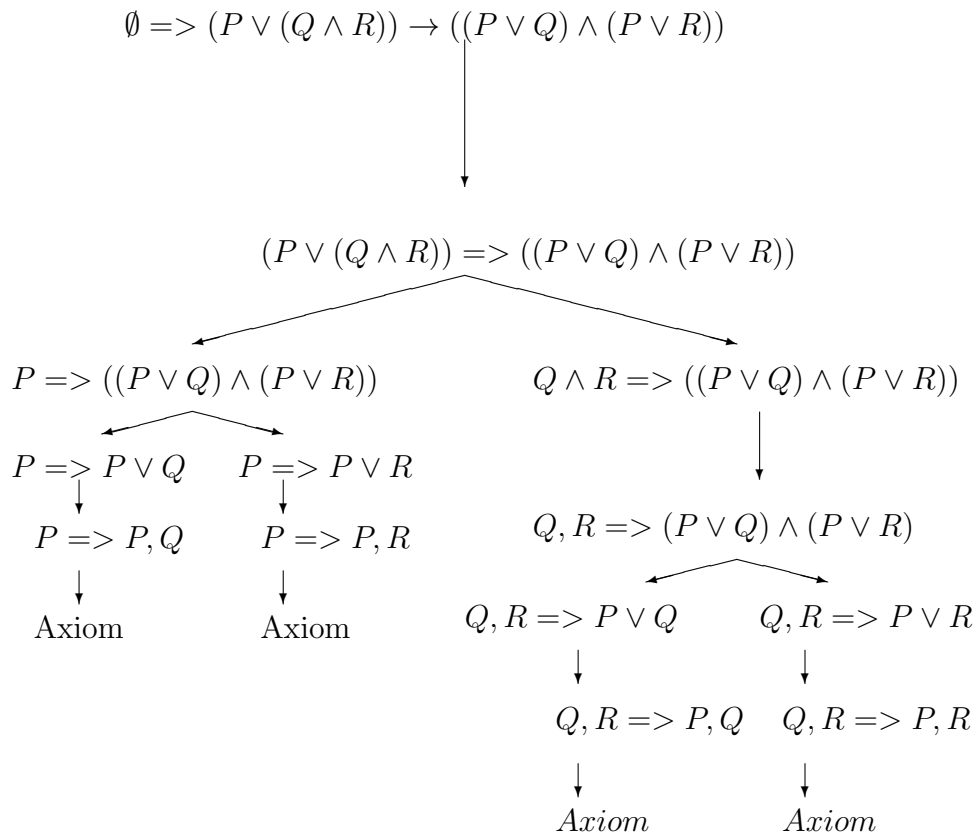 ∅ => (P ∨ (Q ∧ R)) → ((P ∨ Q) ∧ (P ∨ R))
(P ∨ (Q ∧ R)) => ((P ∨ Q) ∧ (P ∨ R))
P => ((P ∨ Q) ∧ (P ∨ R))
Q ∧ R => ((P ∨ Q) ∧ (P ∨ R))
P => P ∨ Q
P => P ∨ R
P => P, Q
P => P, R
Q, R => (P ∨ Q) ∧ (P ∨ R)
Axiom
Axiom
Q, R => P ∨ Q
Q, R => P ∨ R
Q, R => P, Q
Q, R => P, R
Axiom
Axiom